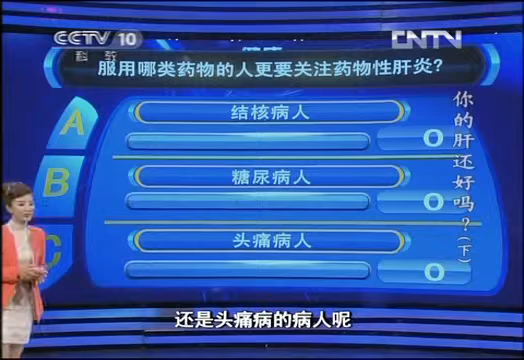 CCTV 10
科教
CNTV
健康
服用哪类药物的人更要关注药物性肝炎?
A
结核病人
0
B
糖尿病人
0
C
头痛病人
0
你的肝还好吗?(下)
还是头痛病的病人呢